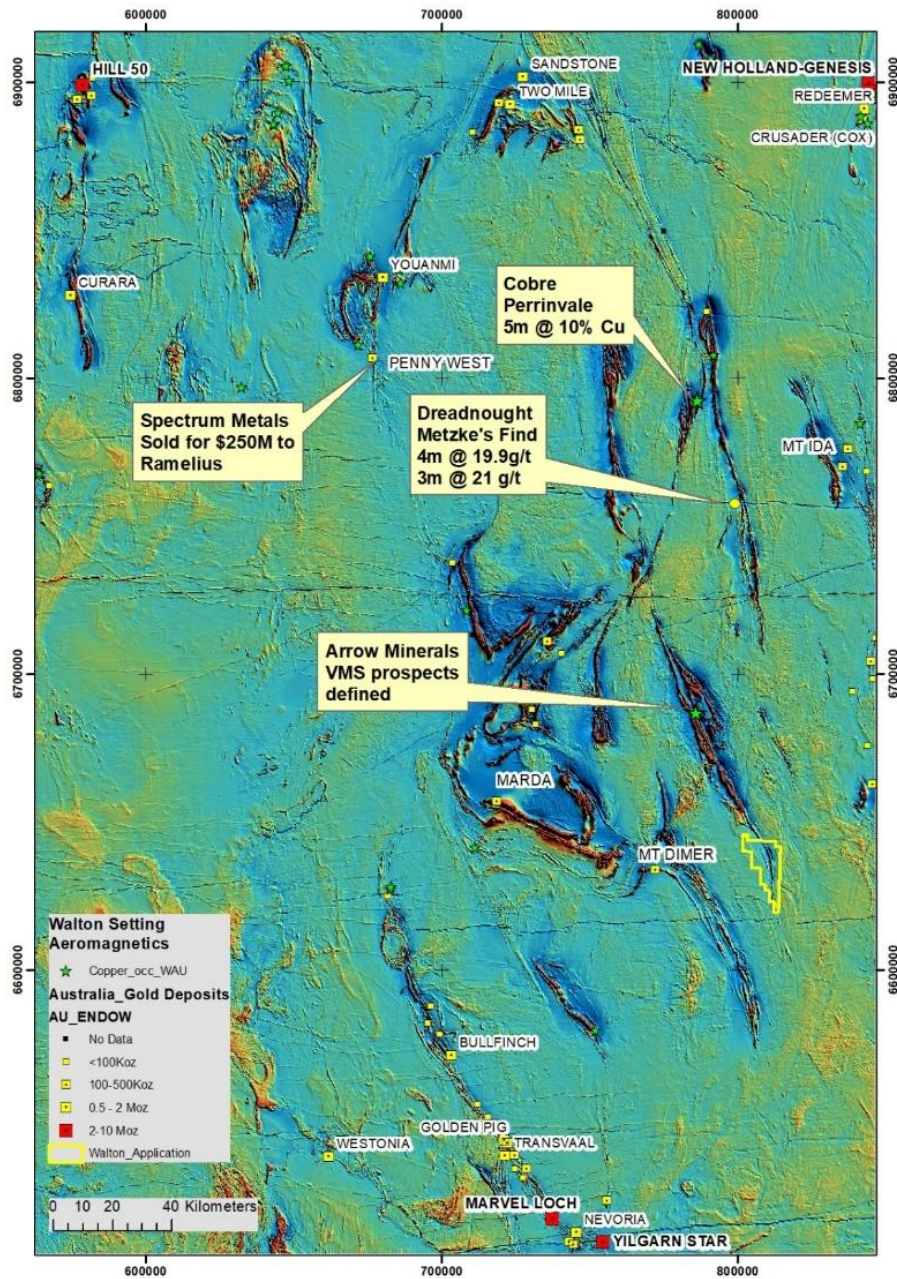 600000
700000
800000
HILL 50
SANDSTONE
NEW HOLLAND-GENESIS
6900000
6900000
TWO MILE
REDEEMER
CRUSADER (COX)
YOUANMI
CURARA
Cobre
Perrinvale
5m @ 10% Cu
PENNY WEST
6800000
6800000
Spectrum Metals
Sold for $250M to
Ramelius
Dreadnought
Metzke's Find
4m @ 19.9g/t
3m @ 21 g/t
MT IDA
Arrow Minerals
VMS prospects
defined
6700000
6700000
MARDA
MT DIMER
Walton Setting
Aeromagnetics
Copper_occ_WAU
Australia_Gold Deposits
AU_ENDOW
No Data
<100Koz
100-500Koz
0.5 - 2 Moz
2-10 Moz
Walton_Application
0 10 20 40 Kilometers
6600000
6600000
BULLFINCH
GOLDEN PIG
WESTONIA
TRANSVAAL
MARVEL LOCH
NEVORIA
YILGARN STAR
600000
700000
800000